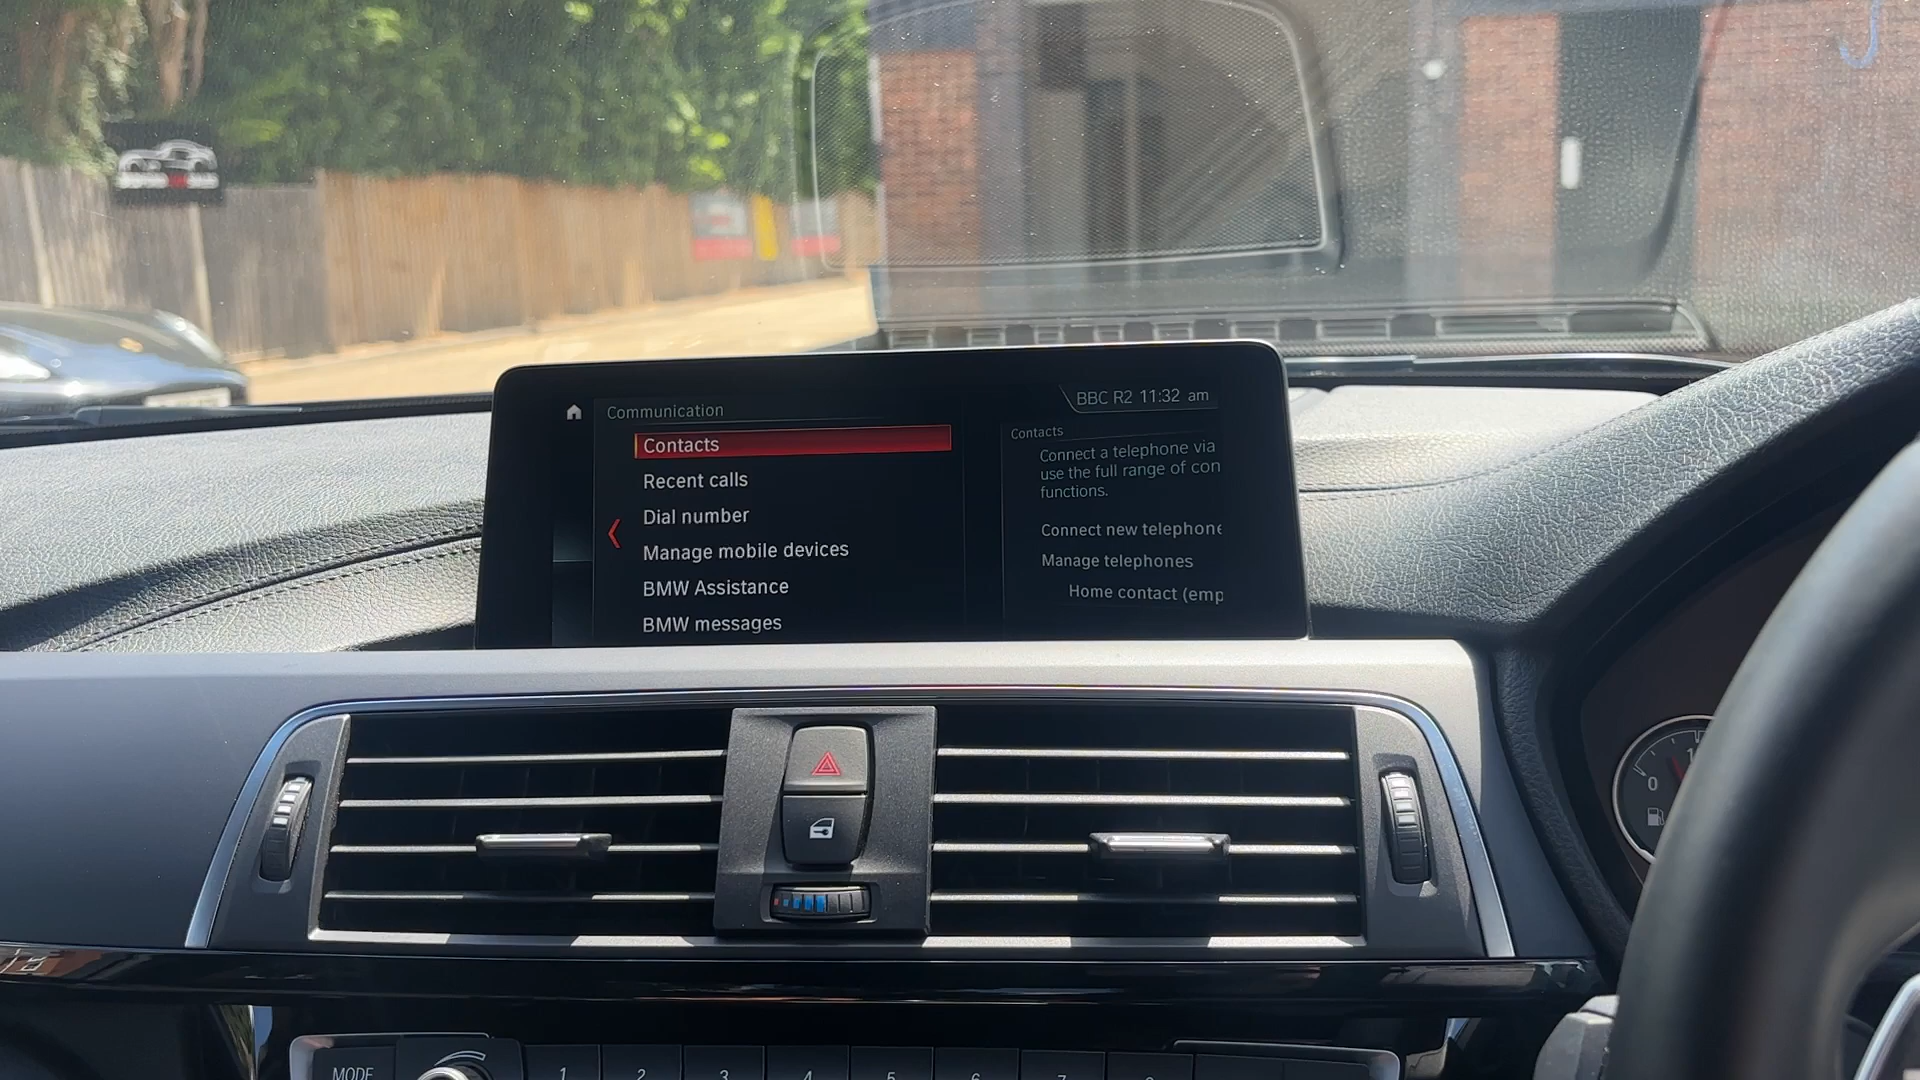 BBC R2 11:32 am
Communication
Contacts
Recent calls
Dial number
Manage mobile devices
BMW Assistance
BMW messages
Contacts
Connect a telephone via
use the full range of con
functions.
Connect new telephone
Manage telephones
Home contact (emp
0
MODE
1
2
3
4
5
6
7